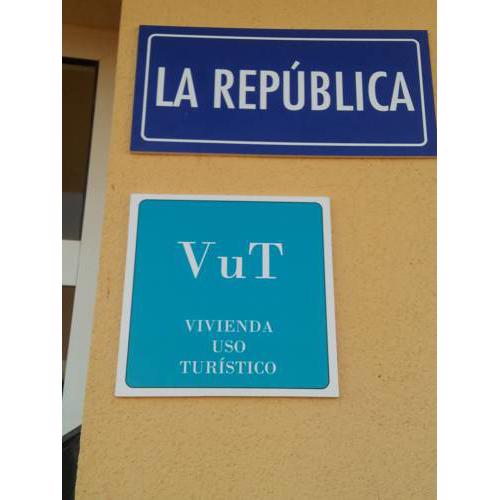 LA REPÚBLICA
VuT
VIVIENDA
USO
TURÍSTICO